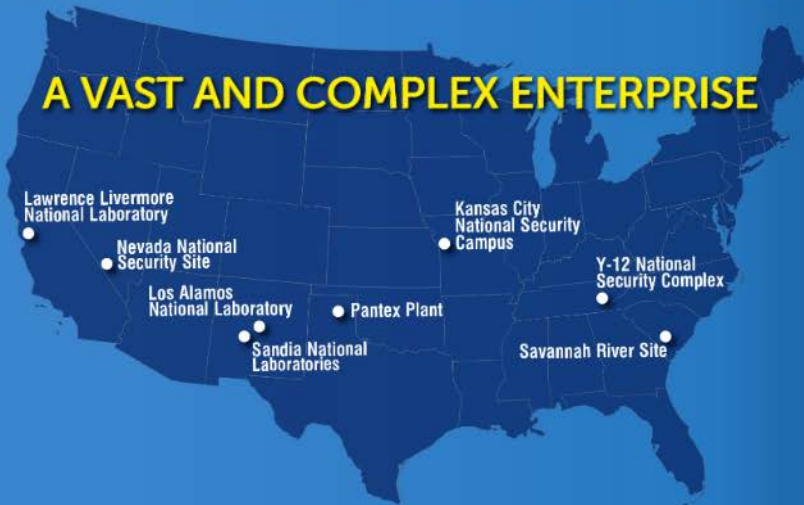 A VAST AND COMPLEX ENTERPRISE
Lawrence Livermore
National Laboratory
Nevada National
Security Site
Los Alamos
National Laboratory
Sandia National
Laboratories
Pantex Plant
Kansas City
National Security
Campus
Y-12 National
Security Complex
Savannah River Site